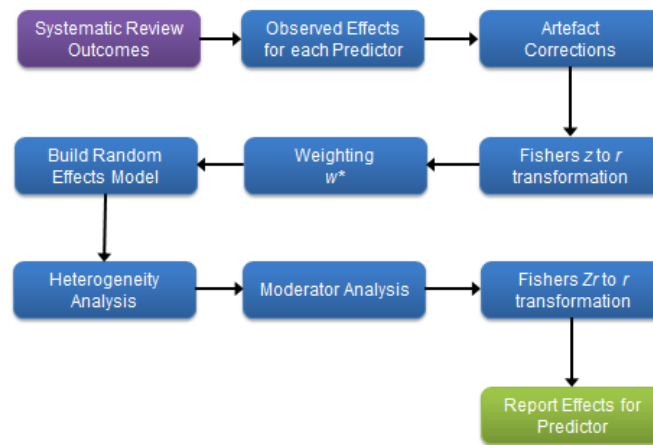 Systematic Review
Outcomes
Observed Effects
for each Predictor
Artefact
Corrections
Fishers z to r
transformation
Weighting
w*
Build Random
Effects Model
Heterogeneity
Analysis
Moderator Analysis
Fishers Zr to r
transformation
Report Effects for
Predictor